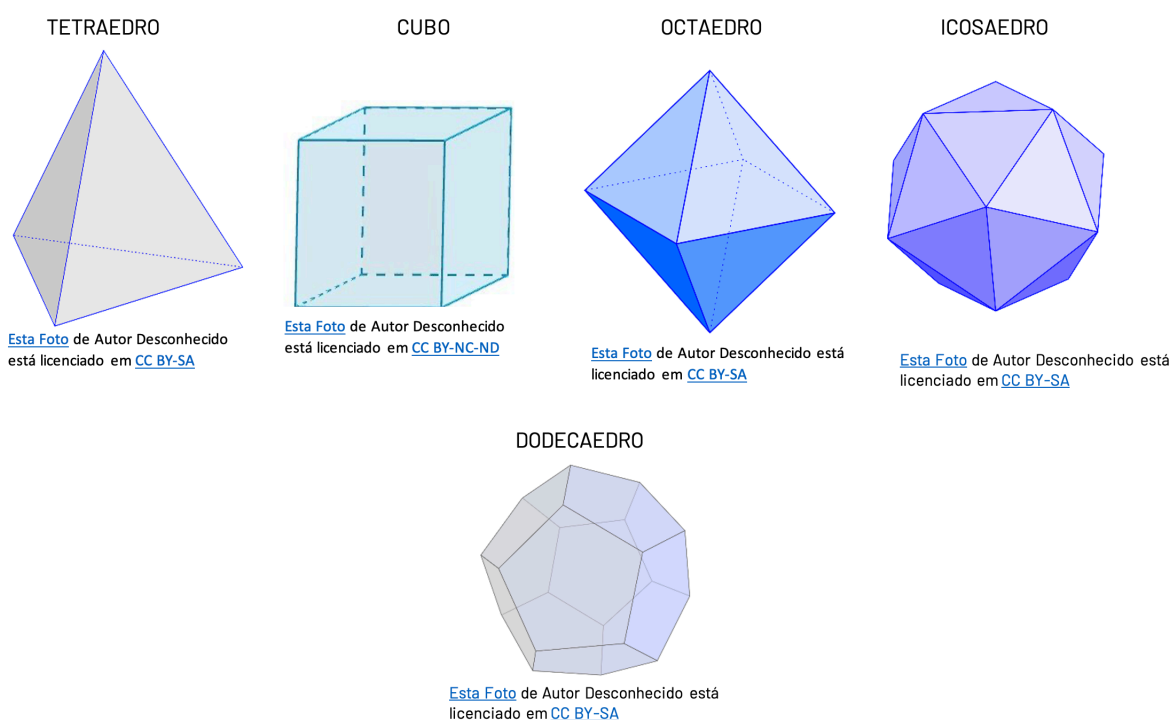 TETRAEDRO
CUBO
OCTAEDRO
ICOSAEDRO
Esta Foto de Autor Desconhecido
está licenciado em CC BY-SA
Esta Foto de Autor Desconhecido
está licenciado em CC BY-NC-ND
Esta Foto de Autor Desconhecido está
licenciado em CC BY-SA
Esta Foto de Autor Desconhecido está
licenciado em CC BY-SA
DODECAEDRO
Esta Foto de Autor Desconhecido está
licenciado em CC BY-SA